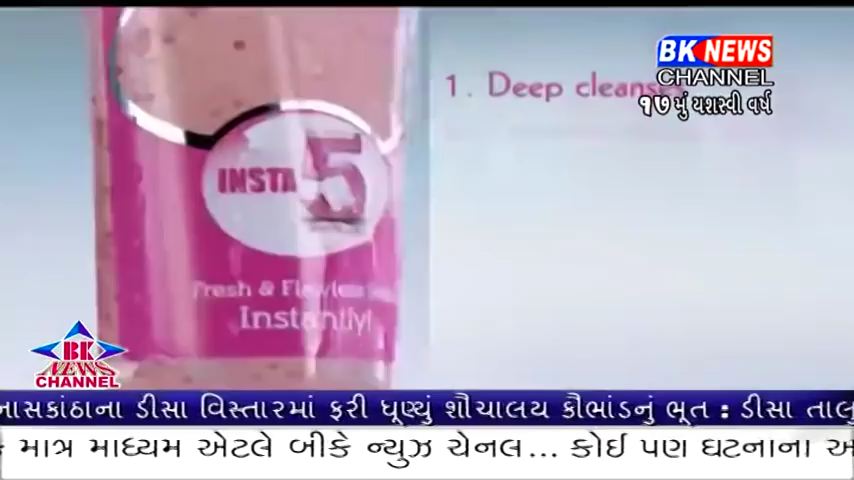 BK NEWS
CHANNEL
૧૭ મું યશસ્વી વર્ષ
1. Deep cleanses
INSTA 5
Fresh & Flawless
Instantly!
BK
NEWS
CHANNEL
નાસકાંઠાના ડીસા વિસ્તારમાં ફરી ધૂણ્યું શૌચાલય કૌભાંડનું ભૂત : ડીસા તાલુ
માત્ર માધ્યમ એટલે બીકે ન્યુઝ ચેનલ... કોઈ પણ ઘટનાના